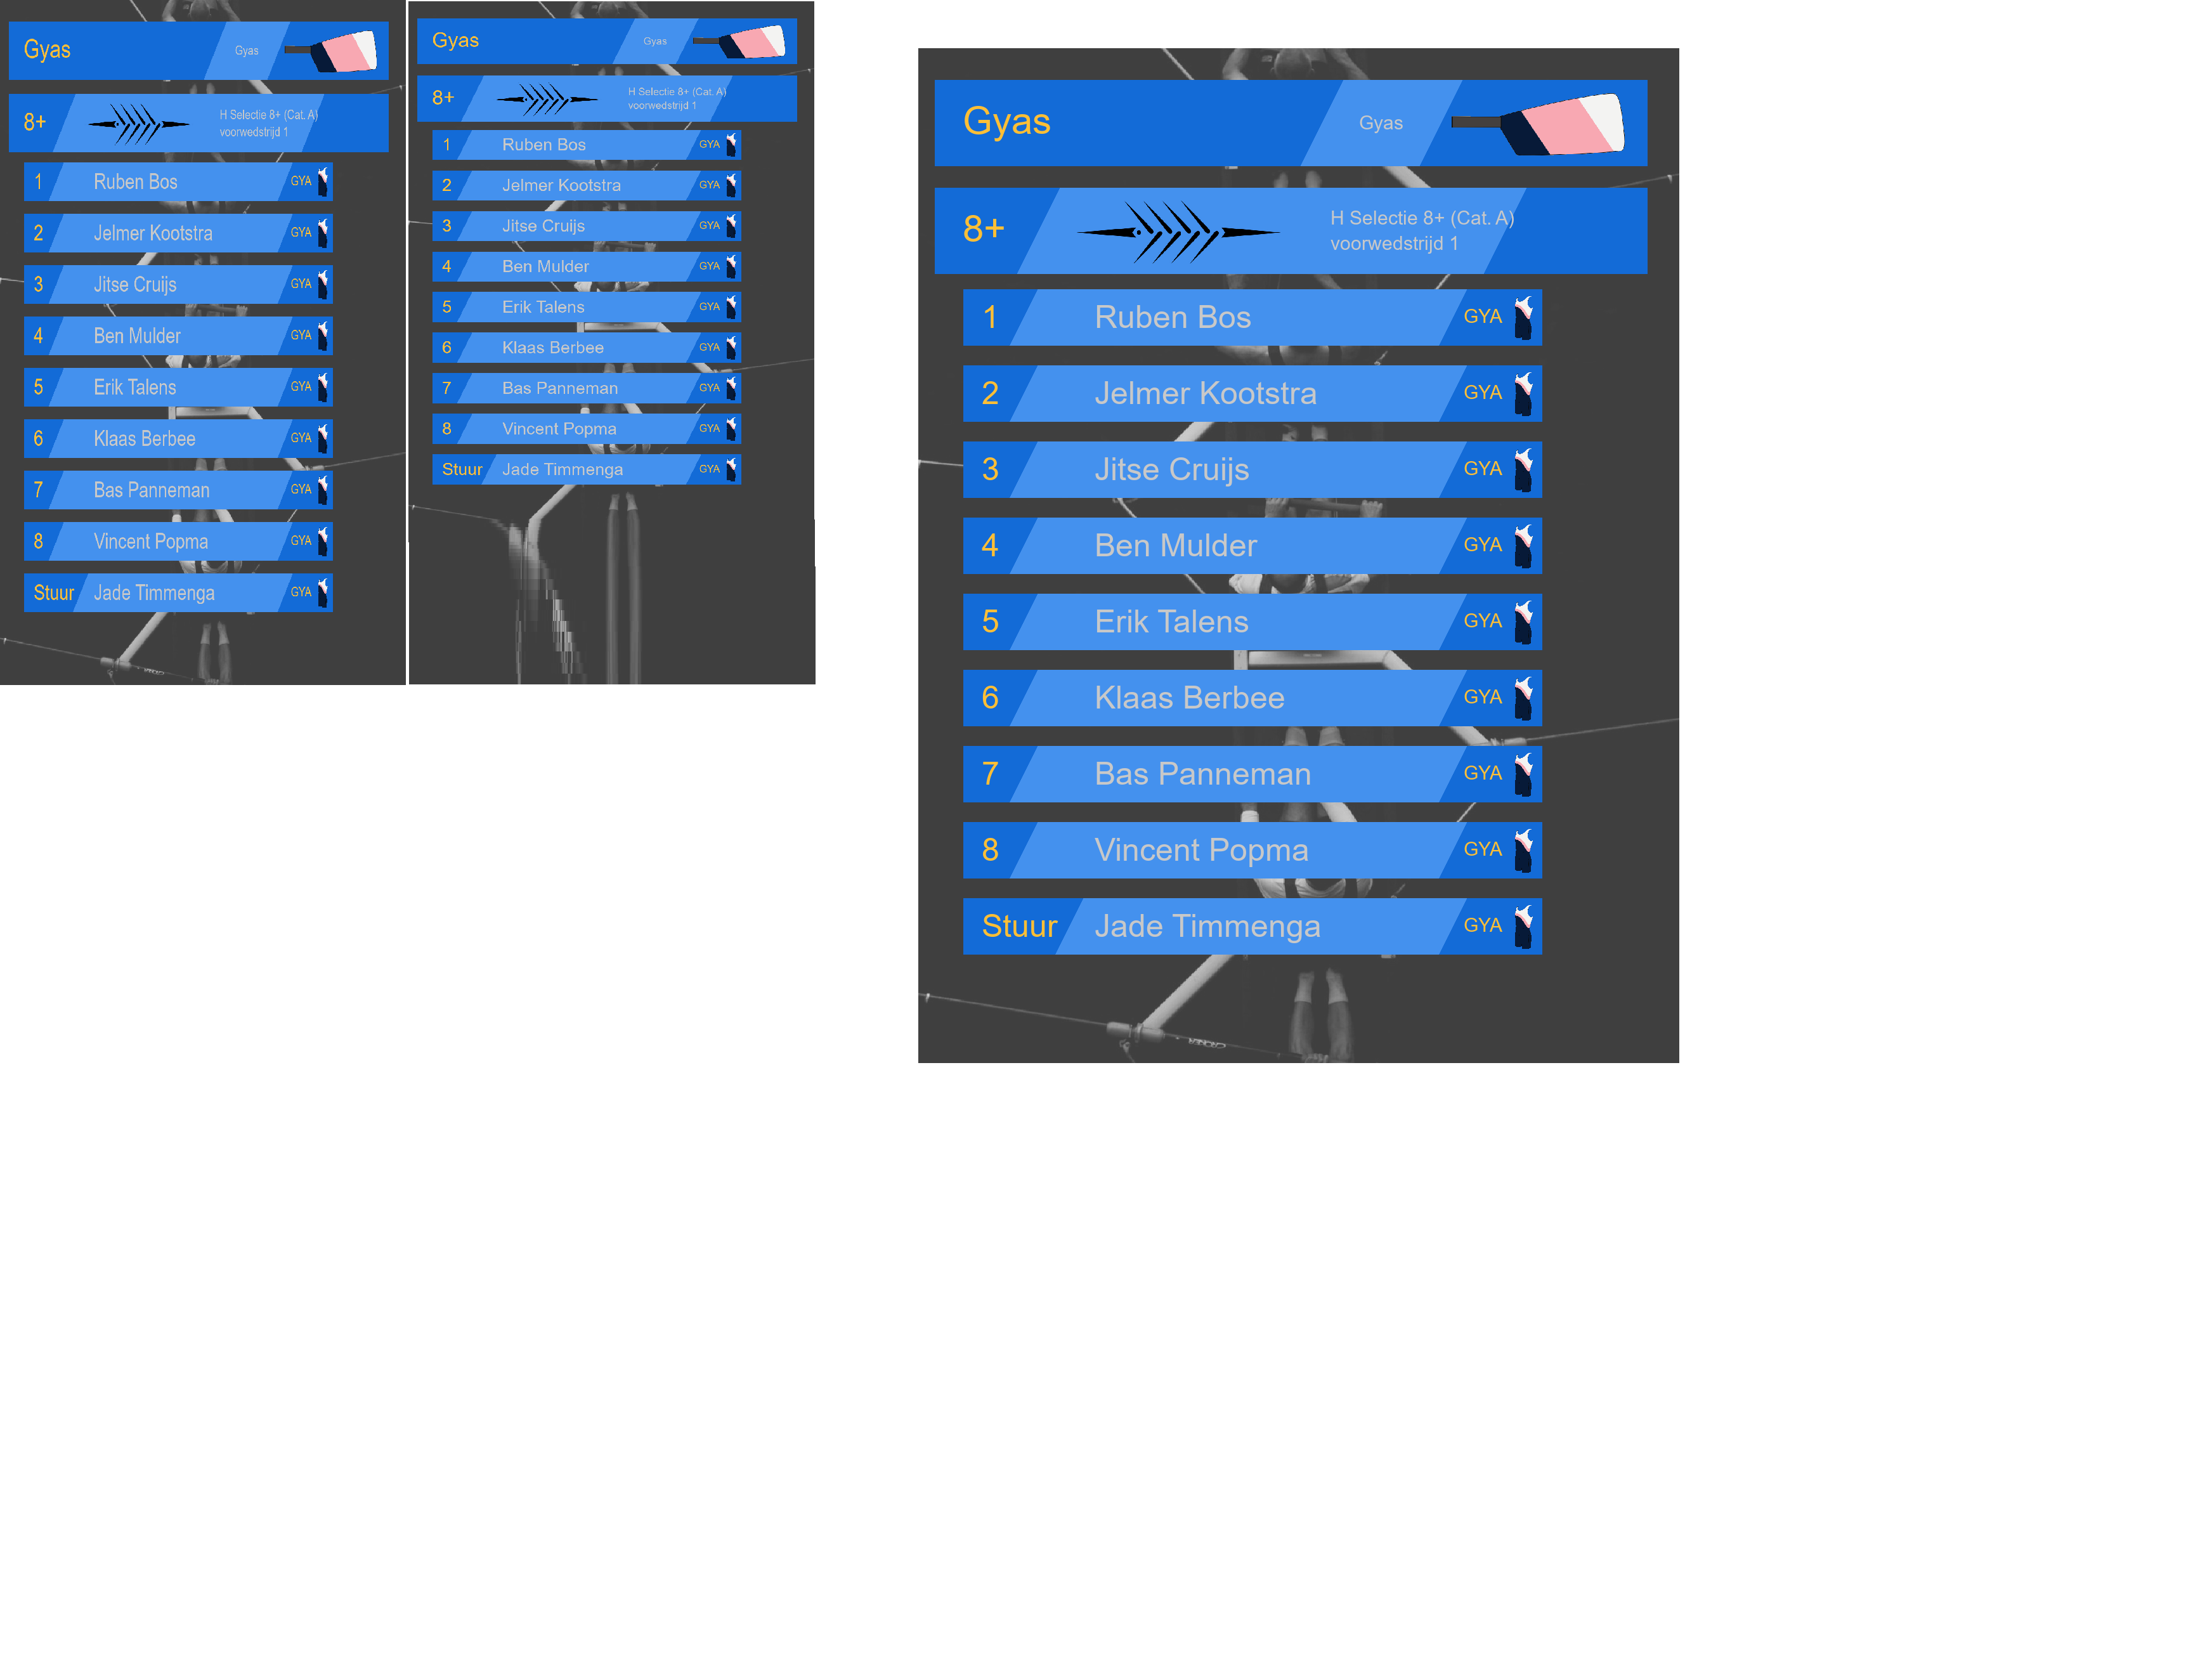 Gyas
Gyas
8+
H Selectie 8+ (Cat. A)
voorwedstrijd 1
1 Ruben Bos GYA
2 Jelmer Kootstra GYA
3 Jitse Cruijs GYA
4 Ben Mulder GYA
5 Erik Talens GYA
6 Klaas Berbee GYA
7 Bas Panneman GYA
8 Vincent Popma GYA
Stuur Jade Timmenga GYA
Gyas
Gyas
8+
H Selectie 8+ (Cat. A)
voorwedstrijd 1
1 Ruben Bos GYA
2 Jelmer Kootstra GYA
3 Jitse Cruijs GYA
4 Ben Mulder GYA
5 Erik Talens GYA
6 Klaas Berbee GYA
7 Bas Panneman GYA
8 Vincent Popma GYA
Stuur Jade Timmenga GYA
Gyas
Gyas
8+
H Selectie 8+ (Cat. A)
voorwedstrijd 1
1 Ruben Bos GYA
2 Jelmer Kootstra GYA
3 Jitse Cruijs GYA
4 Ben Mulder GYA
5 Erik Talens GYA
6 Klaas Berbee GYA
7 Bas Panneman GYA
8 Vincent Popma GYA
Stuur Jade Timmenga GYA